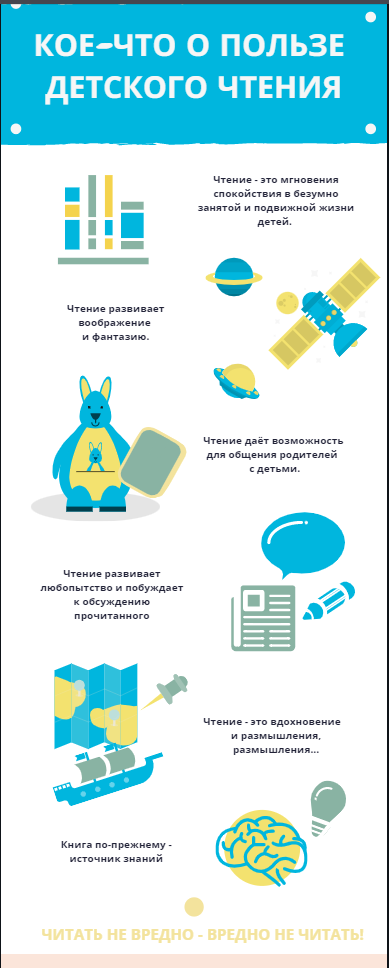 КОЕ-ЧТО О ПОЛЬЗЕ
ДЕТСКОГО ЧТЕНИЯ
Чтение - это мгновения
спокойствия в безумно
занятой и подвижной жизни
детей.
Чтение развивает
воображение
и фантазию.
Чтение даёт возможность
для общения родителей
с детьми.
Чтение развивает
любопытство и побуждает
к обсуждению
прочитанного
Чтение - это вдохновение
и размышления,
размышления...
Книга по-прежнему -
источник знаний
ЧИТАТЬ НЕ ВРЕДНО - ВРЕДНО НЕ ЧИТАТЬ!